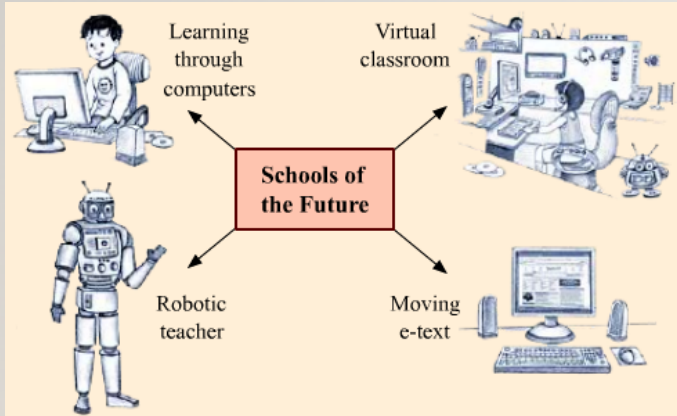 Learning
through
computers
Virtual
classroom
Schools of
the Future
Robotic
teacher
Moving
e-text